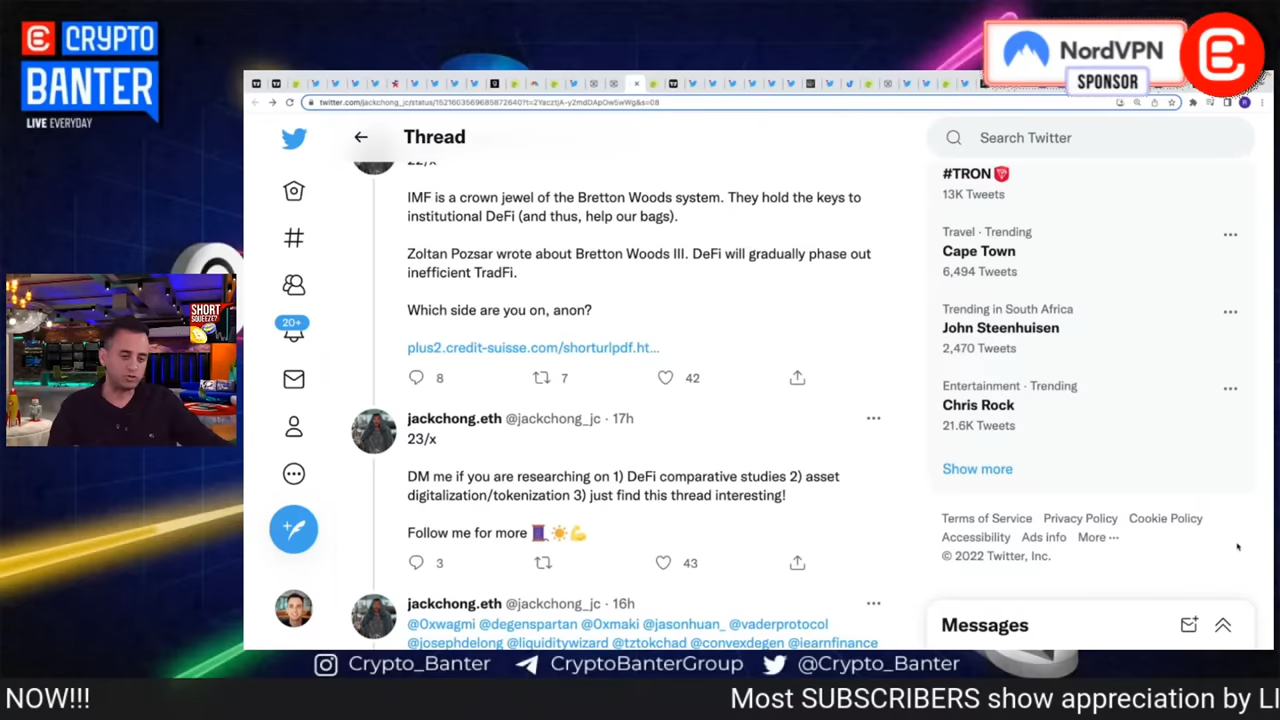 CRYPTO
BANTER
LIVE EVERYDAY
NordVPN
SPONSOR
twitter.com/jackchong_jc/status/1521603569685872640?t=2YacztjA-y2mdDApOw5wWg&s=08
Thread
Search Twitter
22/x
IMF is a crown jewel of the Bretton Woods system. They hold the keys to
institutional DeFi (and thus, help our bags).
Zoltan Pozsar wrote about Bretton Woods III. DeFi will gradually phase out
inefficient TradFi.
Which side are you on, anon?
plus2.credit-suisse.com/shorturlpdf.ht...
8 7 42
jackchong.eth @jackchong_jc · 17h
23/x
DM me if you are researching on 1) DeFi comparative studies 2) asset
digitalization/tokenization 3) just find this thread interesting!
Follow me for more
3 43
jackchong.eth @jackchong_jc · 16h
@0xwagmi @degenspartan @0xmaki @jasonhuan_ @vaderprotocol
@josephdelong @liquiditywizard @tztokchad @convexdegen @iearnfinance
20+
#TRON
13K Tweets
Travel · Trending
Cape Town
6,494 Tweets
Trending in South Africa
John Steenhuisen
2,470 Tweets
Entertainment · Trending
Chris Rock
21.6K Tweets
Show more
Terms of Service Privacy Policy Cookie Policy
Accessibility Ads info More ···
© 2022 Twitter, Inc.
Messages
SHORT
SQUEEZE?
Crypto_Banter CryptoBanterGroup @Crypto_Banter
NOW!!! Most SUBSCRIBERS show appreciation by LI